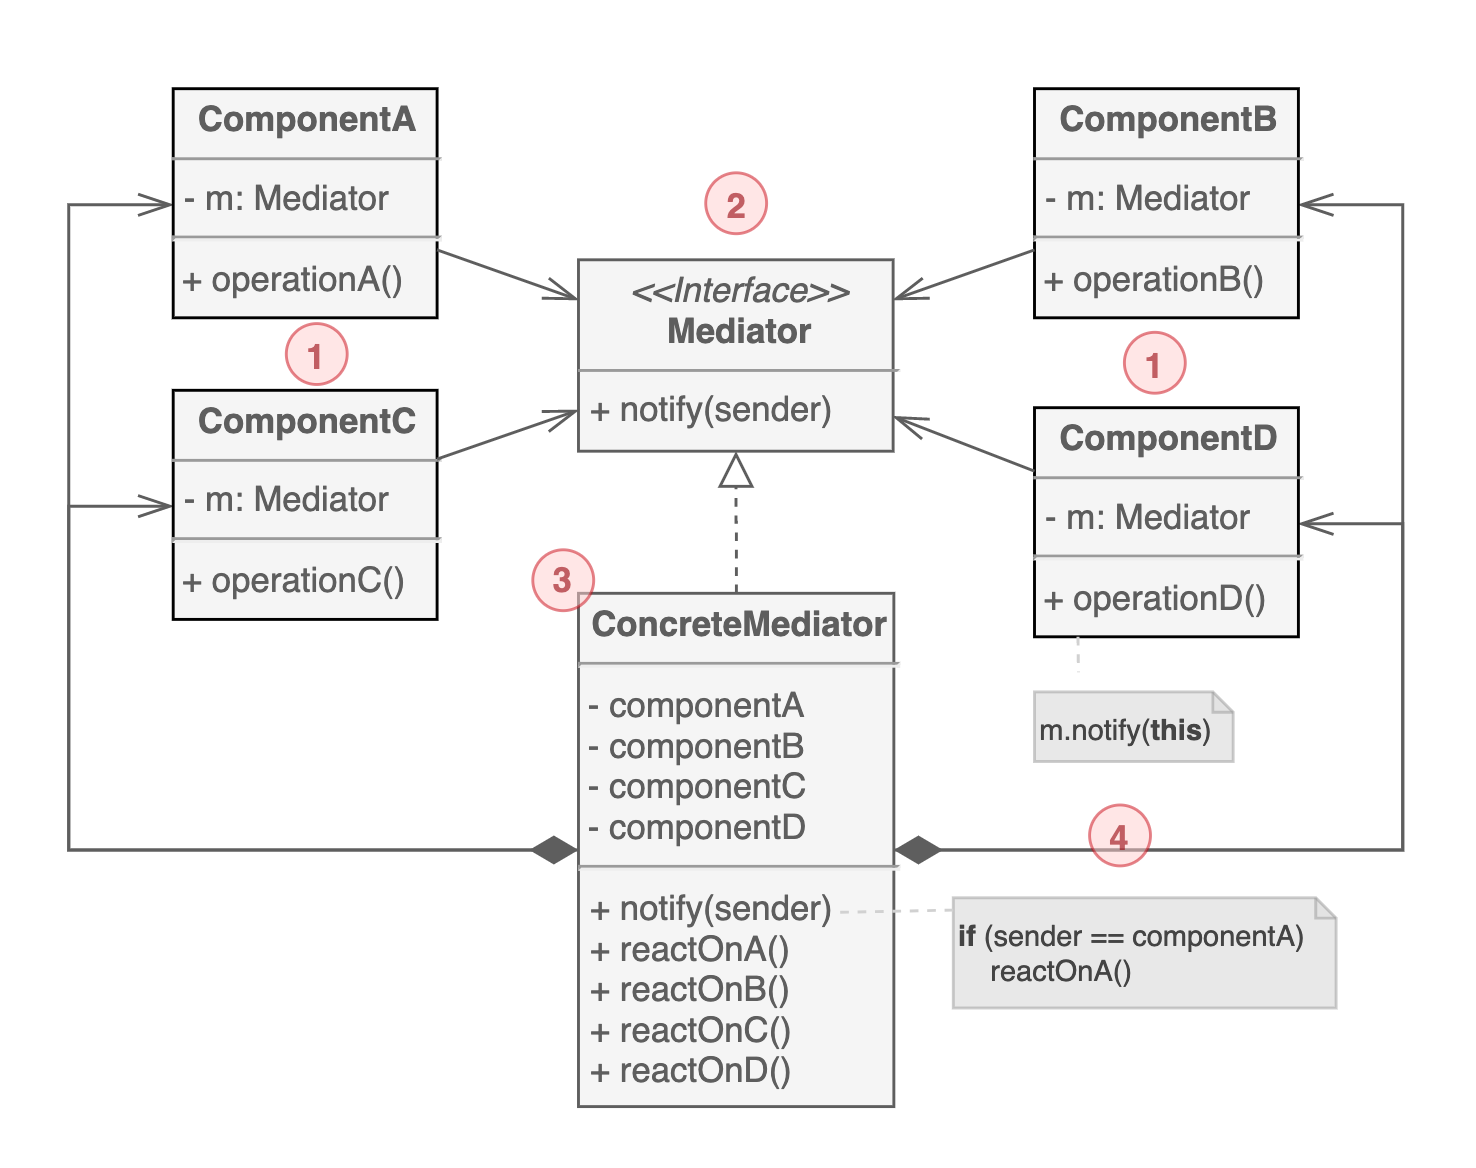 ComponentA
- m: Mediator
+ operationA()
1
ComponentC
- m: Mediator
+ operationC()
2
<<Interface>>
Mediator
+ notify(sender)
3
ConcreteMediator
- componentA
- componentB
- componentC
- componentD
+ notify(sender)
+ reactOnA()
+ reactOnB()
+ reactOnC()
+ reactOnD()
ComponentB
- m: Mediator
+ operationB()
1
ComponentD
- m: Mediator
+ operationD()
m.notify(this)
4
if (sender == componentA)
reactOnA()